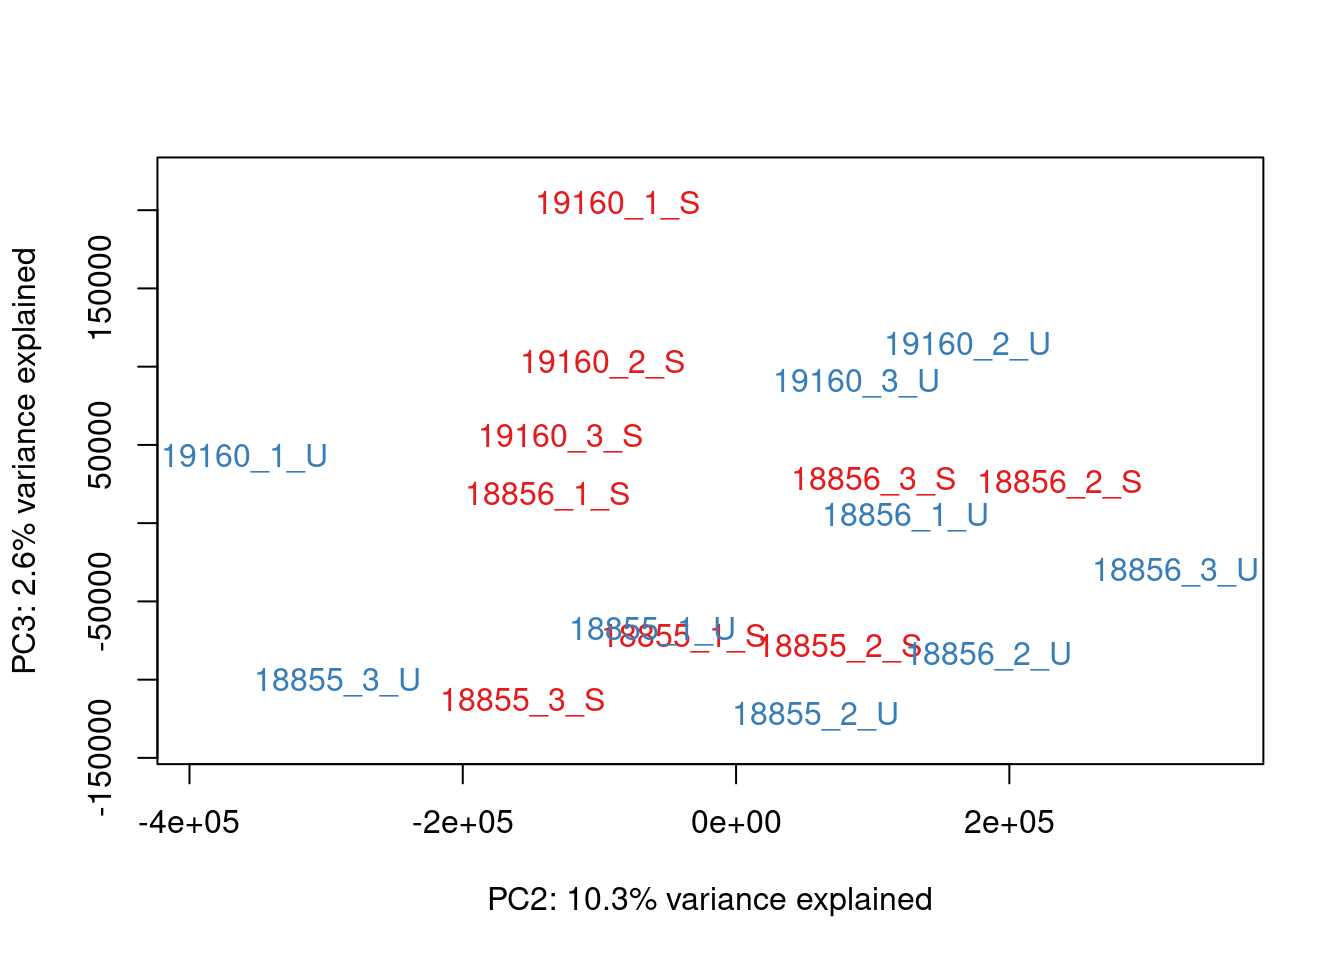 19160_1_S
19160_2_U
19160_2_S
19160_3_U
19160_3_S
19160_1_U
18856_3_S
18856_2_S
18856_1_S
18856_1_U
18856_3_U
18855_1_U
18855_1_S
18855_2_S
18856_2_U
18855_3_U
18855_3_S
18855_2_U
PC3: 2.6% variance explained
150000
50000
-50000
-150000
-4e+05
-2e+05
0e+00
2e+05
PC2: 10.3% variance explained